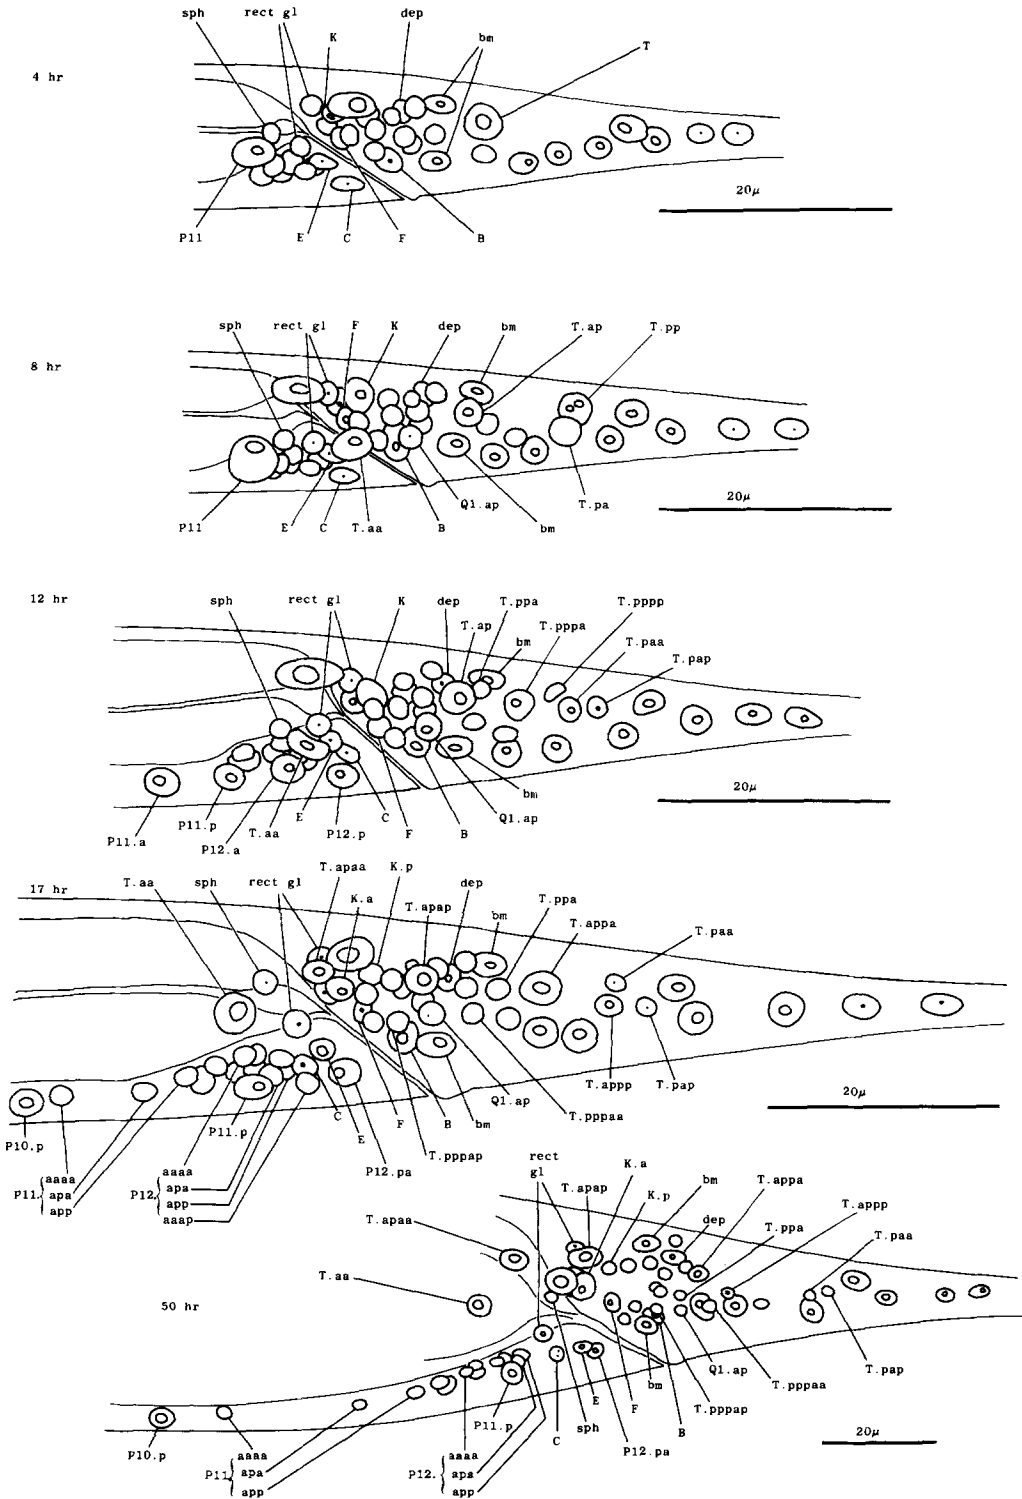 sph rect gl K dep bm T
4 hr
20μ
P11 E C F B
sph rect gl F K dep bm T.ap T.pp
8 hr
20μ
P11 E C T.aa Q1.ap B bm T.pa
12 hr
sph rect gl K dep T.ppa T.pppp
T.ap T.pppa
bm T.paa
T.pap
20μ
bm
P11.a P11.p P12.a T.aa E P12.p C F B Q1.ap
17 hr
T.aa sph rect gl T.apaa K.p dep
K.a T.apap bm T.ppa
T.appa
T.paa
20μ
T.appp T.pap
P10.p P11.p C E F B bm Q1.ap
T.pppaa
P12.pa T.pppap
P11. { aaaa
apa
app
P12. { aaaa
apa
app
aaap
rect
gl K.a
T.apap K.p bm T.appa
T.apaa dep T.ppa T.appp
T.paa
T.aa
50 hr
20μ
Q1.ap T.pap
T.pppaa
E F bm T.pppap B
P10.p P11.p C sph P12.pa
P11. { aaaa
apa
app
P12. { aaaa
apa
app